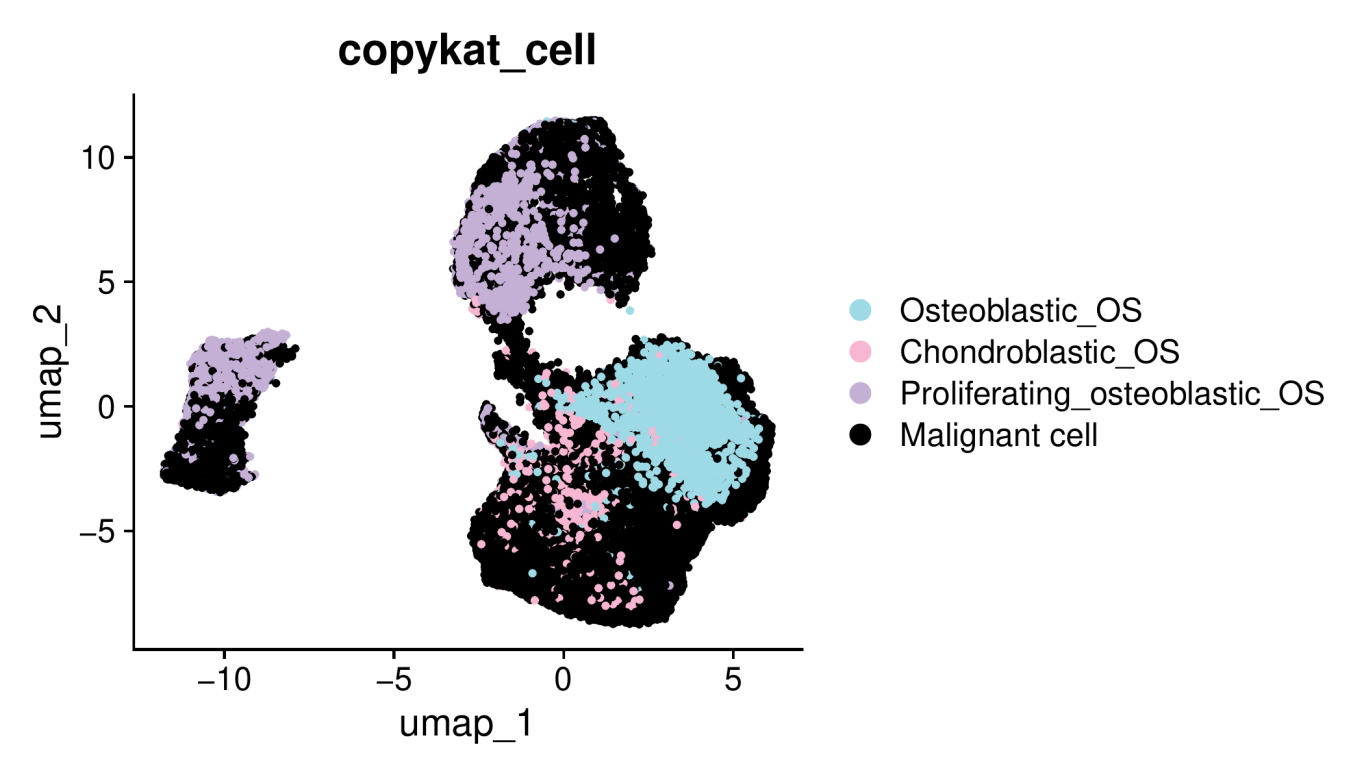 copykat_cell
umap_2
10
5
0
−5
−10
−5
0
5
umap_1
Osteoblastic_OS
Chondroblastic_OS
Proliferating_osteoblastic_OS
Malignant cell